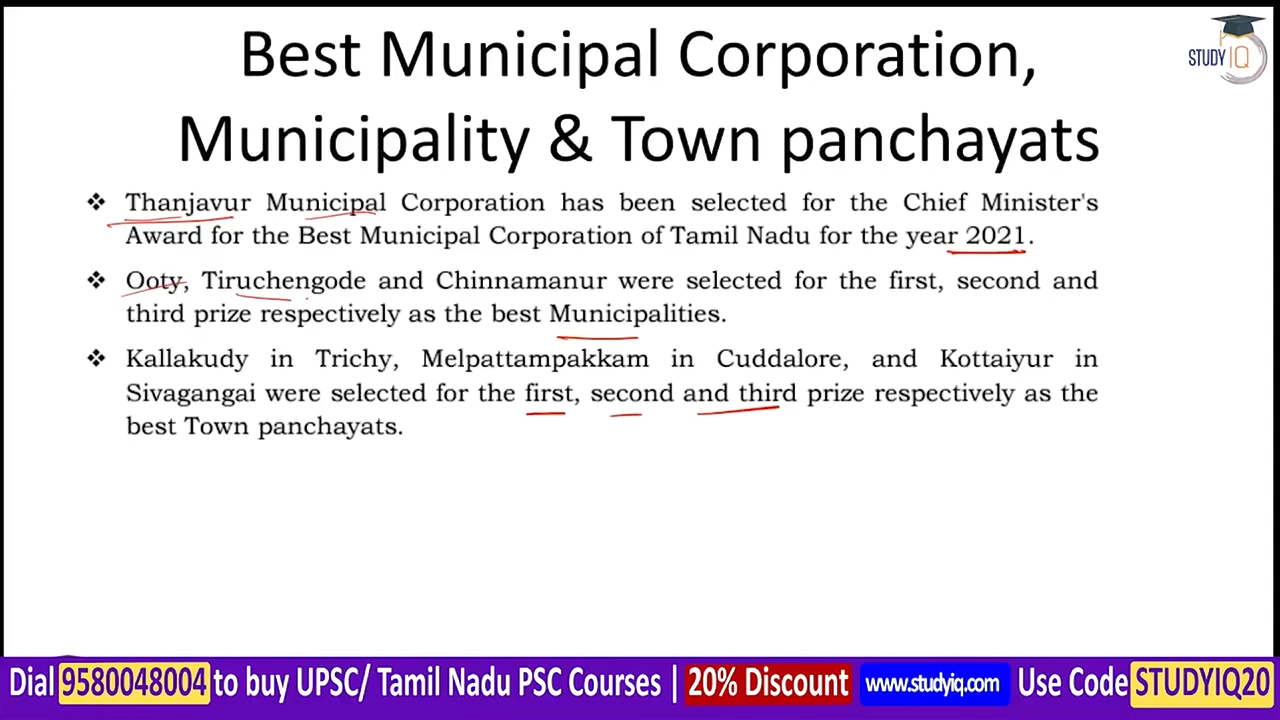 Best Municipal Corporation,
Municipality & Town panchayats
STUDY IQ
❖ Thanjavur Municipal Corporation has been selected for the Chief Minister's
Award for the Best Municipal Corporation of Tamil Nadu for the year 2021.
❖ Ooty, Tiruchengode and Chinnamanur were selected for the first, second and
third prize respectively as the best Municipalities.
❖ Kallakudy in Trichy, Melpattampakkam in Cuddalore, and Kottaiyur in
Sivagangai were selected for the first, second and third prize respectively as the
best Town panchayats.
Dial 9580048004 to buy UPSC/ Tamil Nadu PSC Courses | 20% Discount www.studyiq.com Use Code STUDYIQ20